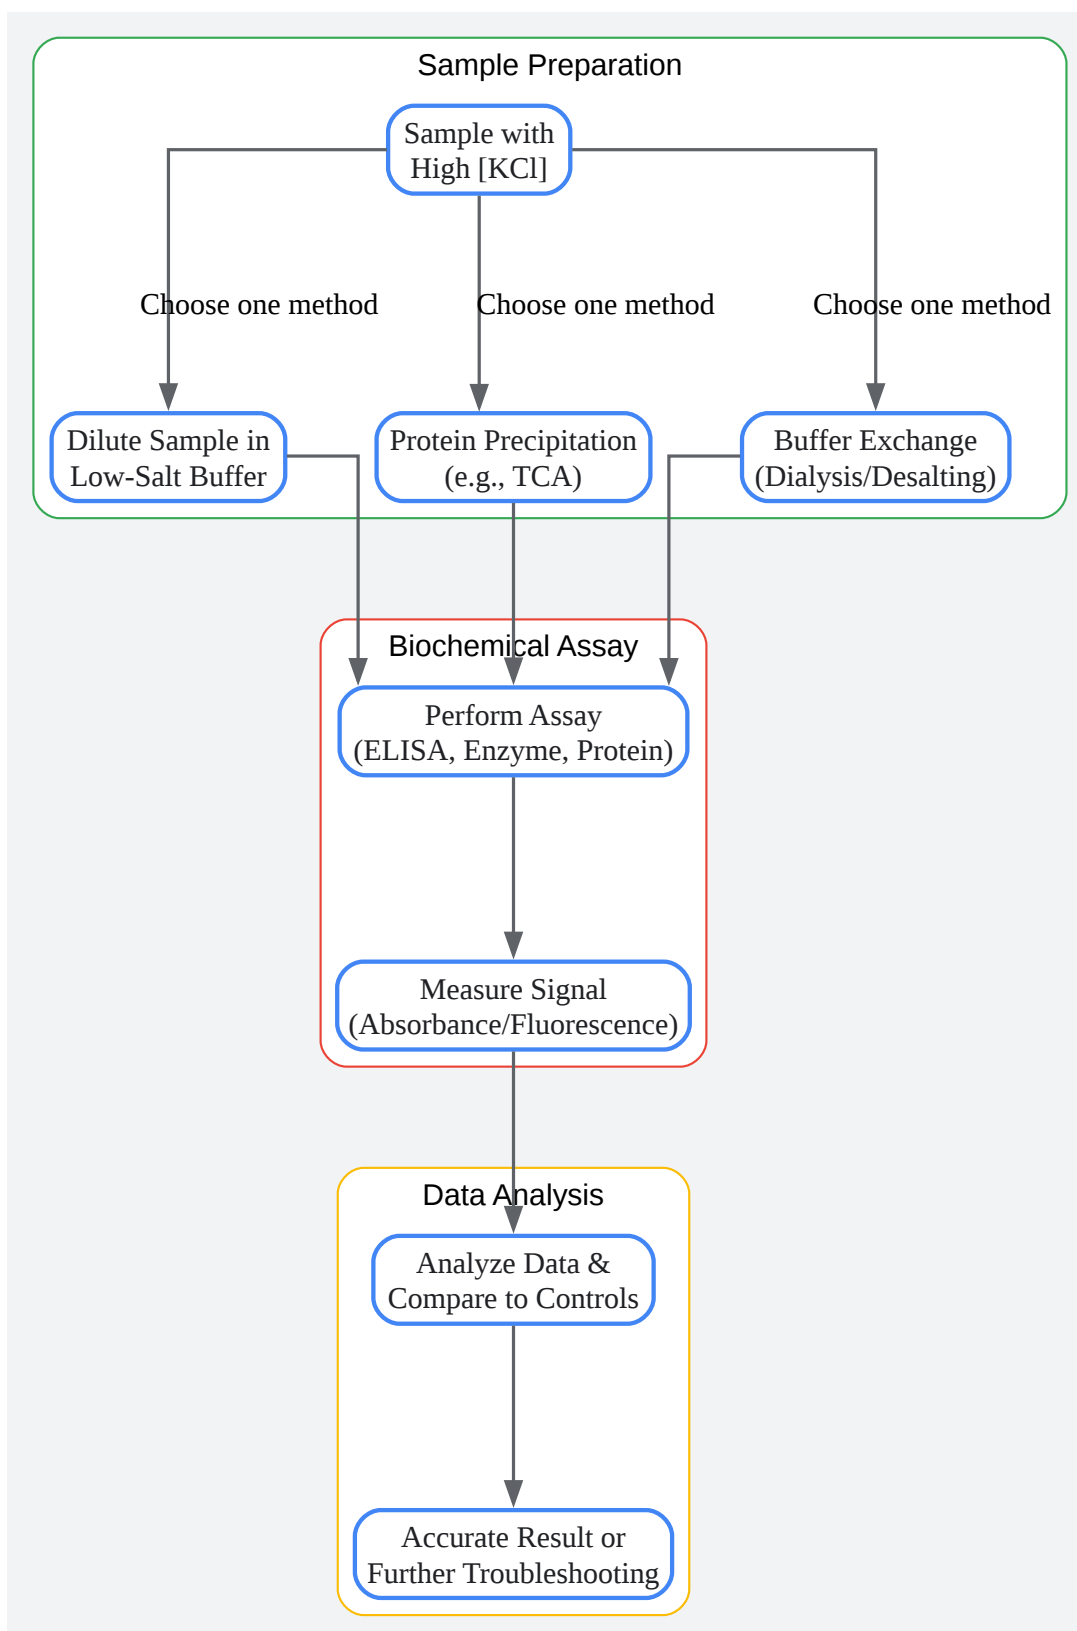 Sample Preparation
Sample with
High [KCl]
Choose one method
Choose one method
Choose one method
Dilute Sample in
Low-Salt Buffer
Protein Precipitation
(e.g., TCA)
Buffer Exchange
(Dialysis/Desalting)
Biochemical Assay
Perform Assay
(ELISA, Enzyme, Protein)
Measure Signal
(Absorbance/Fluorescence)
Data Analysis
Analyze Data &
Compare to Controls
Accurate Result or
Further Troubleshooting